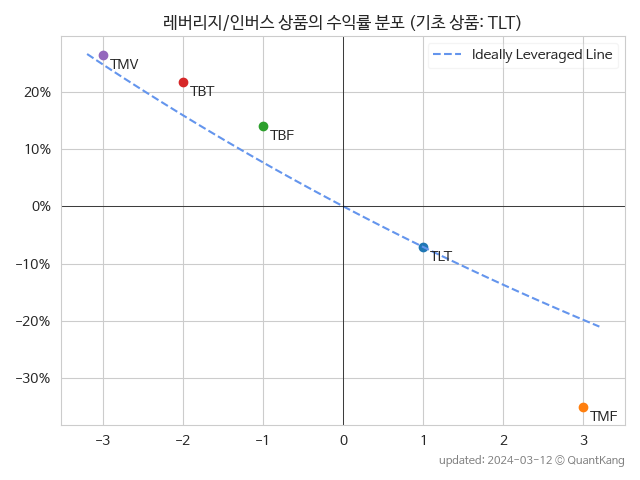 레버리지/인버스 상품의 수익률 분포 (기초 상품: TLT)
Ideally Leveraged Line
TMV
TBT
TBF
TLT
TMF
20%
10%
0%
−10%
−20%
−30%
−3 −2 −1 0 1 2 3
updated: 2024-03-12 © QuantKang